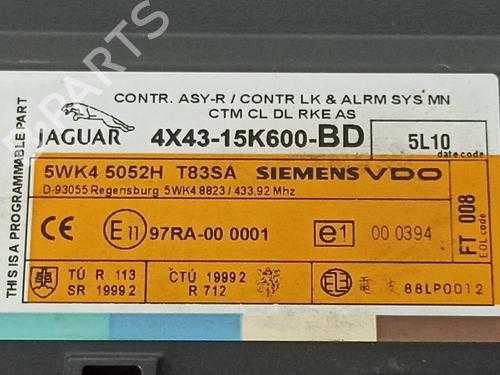 THIS IS A PROGRAMMABLE PART
CONTR. ASY-R / CONTR LK & ALRM SYS MN
CTM CL DL RKE AS
JAGUAR 4X43-15K600-BD 5L10
date code
5WK4 5052H T83SA SIEMENS VDO
D-93055 Regensburg 5WK4 8823 / 433.92 Mhz
CE E11 97RA-00 0001 e1 00 0394
FT 008
EOL code
TÚ R 113 ČTÚ 1999 2 88LP0012
SR 1999 2 R 712